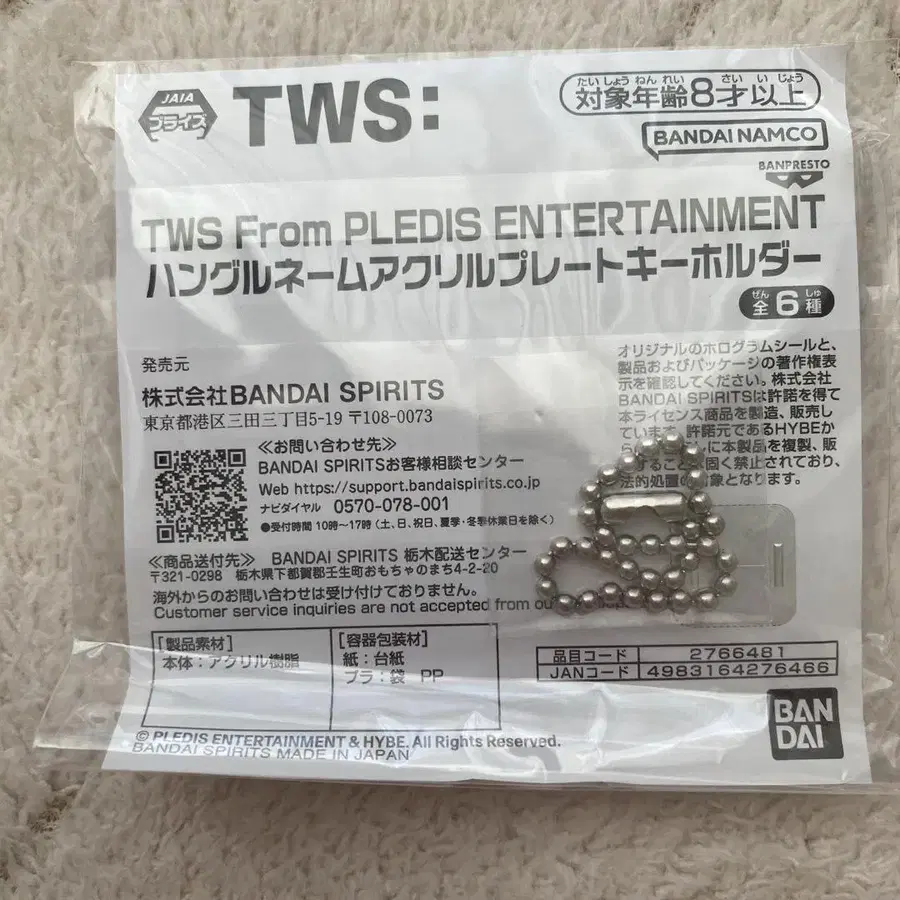 JAIA
プライズ
TWS:
たいしょうねんれい さいいじょう
対象年齢8才以上
BANDAI NAMCO
BANPRESTO
TWS From PLEDIS ENTERTAINMENT
ハングルネームアクリルプレートキーホルダー
ぜん しゅ
全6種
発売元
株式会社BANDAI SPIRITS
東京都港区三田三丁目5-19 〒108-0073
≪お問い合わせ先≫
BANDAI SPIRITSお客様相談センター
Web https://support.bandaispirits.co.jp
ナビダイヤル 0570-078-001
●受付時間 10時〜17時（土、日、祝日、夏季・冬季休業日を除く）
≪商品送付先≫ BANDAI SPIRITS 栃木配送センター
〒321-0298 栃木県下都賀郡壬生町おもちゃのまち4-2-20
海外からのお問い合わせは受け付けておりません。
Customer service inquiries are not accepted from
オリジナルのホログラムシールと、
製品およびパッケージの著作権表
示を確認してください。株式会社
BANDAI SPIRITSは許諾を得て
本ライセンス商品を製造、販売し
ています。許諾元であるHYBEか
に本製品を複製、販
することは固く禁止されており、
法的処置の対象となります。
[製品素材]
本体：アクリル樹脂
[容器包装材]
紙：台紙
プラ：袋 PP
品目コード 2766481
JANコード 4983164276466
© PLEDIS ENTERTAINMENT & HYBE. All Rights Reserved.
BANDAI SPIRITS MADE IN JAPAN
BAN
DAI